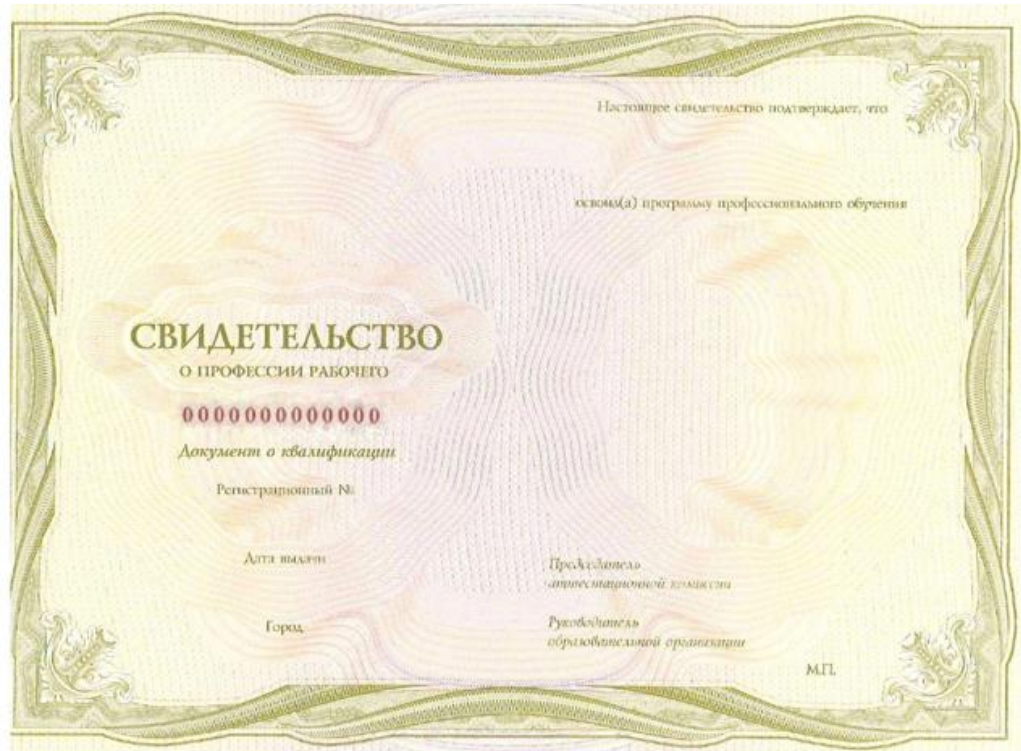 СВИДЕТЕЛЬСТВО
О ПРОФЕССИИ РАБОЧЕГО
0000000000000
Документ о квалификации
Регистрационный №
Дата выдачи
Город
Настоящее свидетельство подтверждает, что
освоил(а) программу профессионального обучения
Председатель
аттестационной комиссии
Руководитель
образовательной организации
М.П.